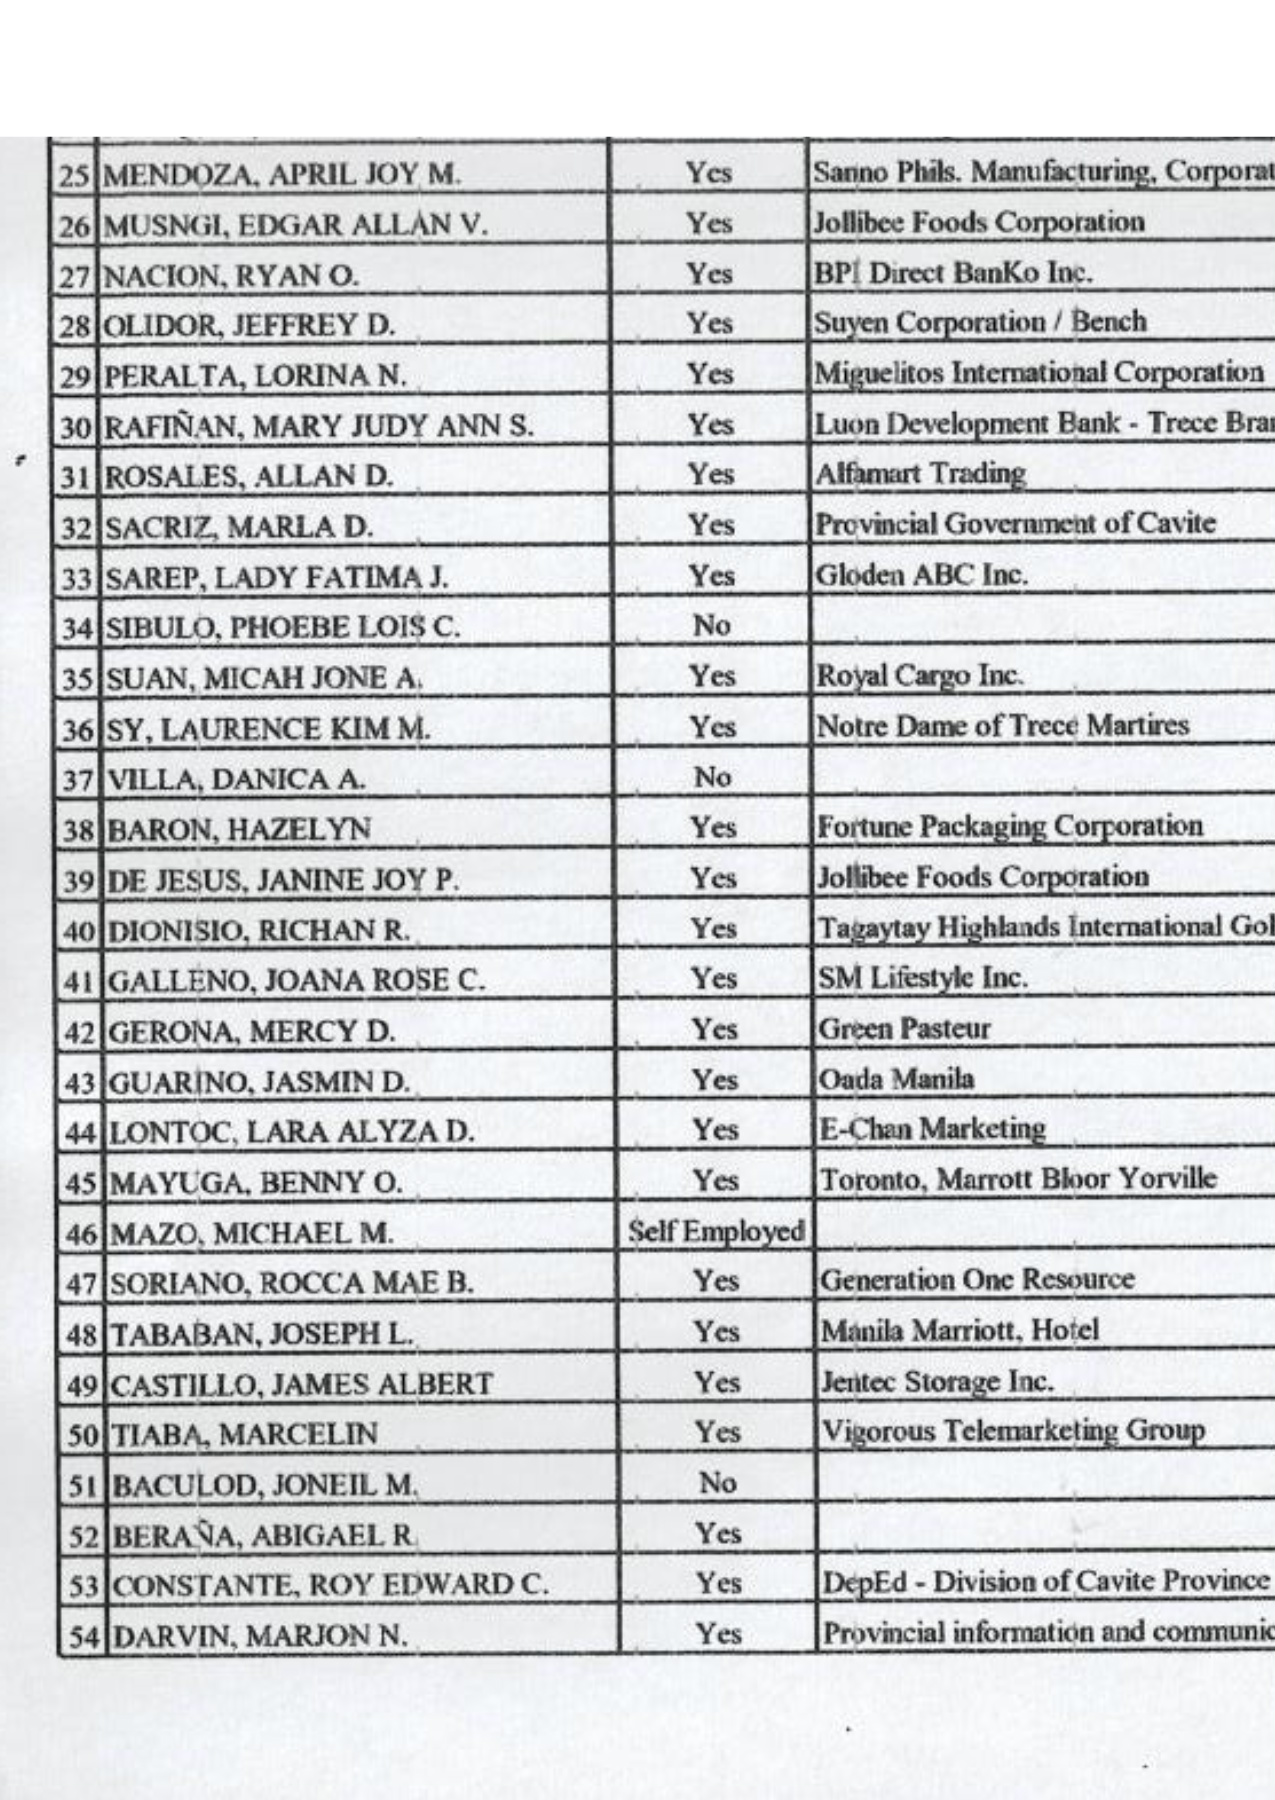 25 MENDOZA, APRIL JOY M. Yes Sanno Phils. Manufacturing, Corporat
26 MUSNGI, EDGAR ALLAN V. Yes Jollibee Foods Corporation
27 NACION, RYAN O. Yes BPI Direct BanKo Inc.
28 OLIDOR, JEFFREY D. Yes Suyen Corporation / Bench
29 PERALTA, LORINA N. Yes Miguelitos International Corporation
30 RAFIÑAN, MARY JUDY ANN S. Yes Luon Development Bank - Trece Bra
31 ROSALES, ALLAN D. Yes Alfamart Trading
32 SACRIZ, MARLA D. Yes Provincial Government of Cavite
33 SAREP, LADY FATIMA J. Yes Gloden ABC Inc.
34 SIBULO, PHOEBE LOIS C. No
35 SUAN, MICAH JONE A. Yes Royal Cargo Inc.
36 SY, LAURENCE KIM M. Yes Notre Dame of Trece Martires
37 VILLA, DANICA A. No
38 BARON, HAZELYN Yes Fortune Packaging Corporation
39 DE JESUS, JANINE JOY P. Yes Jollibee Foods Corporation
40 DIONISIO, RICHAN R. Yes Tagaytay Highlands International Gol
41 GALLENO, JOANA ROSE C. Yes SM Lifestyle Inc.
42 GERONA, MERCY D. Yes Green Pasteur
43 GUARINO, JASMIN D. Yes Oada Manila
44 LONTOC, LARA ALYZA D. Yes E-Chan Marketing
45 MAYUGA, BENNY O. Yes Toronto, Marrott Bloor Yorville
46 MAZO, MICHAEL M. Self Employed
47 SORIANO, ROCCA MAE B. Yes Generation One Resource
48 TABABAN, JOSEPH L. Yes Manila Marriott, Hotel
49 CASTILLO, JAMES ALBERT Yes Jentec Storage Inc.
50 TIABA, MARCELIN Yes Vigorous Telemarketing Group
51 BACULOD, JONEIL M. No
52 BERAÑA, ABIGAEL R. Yes
53 CONSTANTE, ROY EDWARD C. Yes DepEd - Division of Cavite Province
54 DARVIN, MARJON N. Yes Provincial information and communic